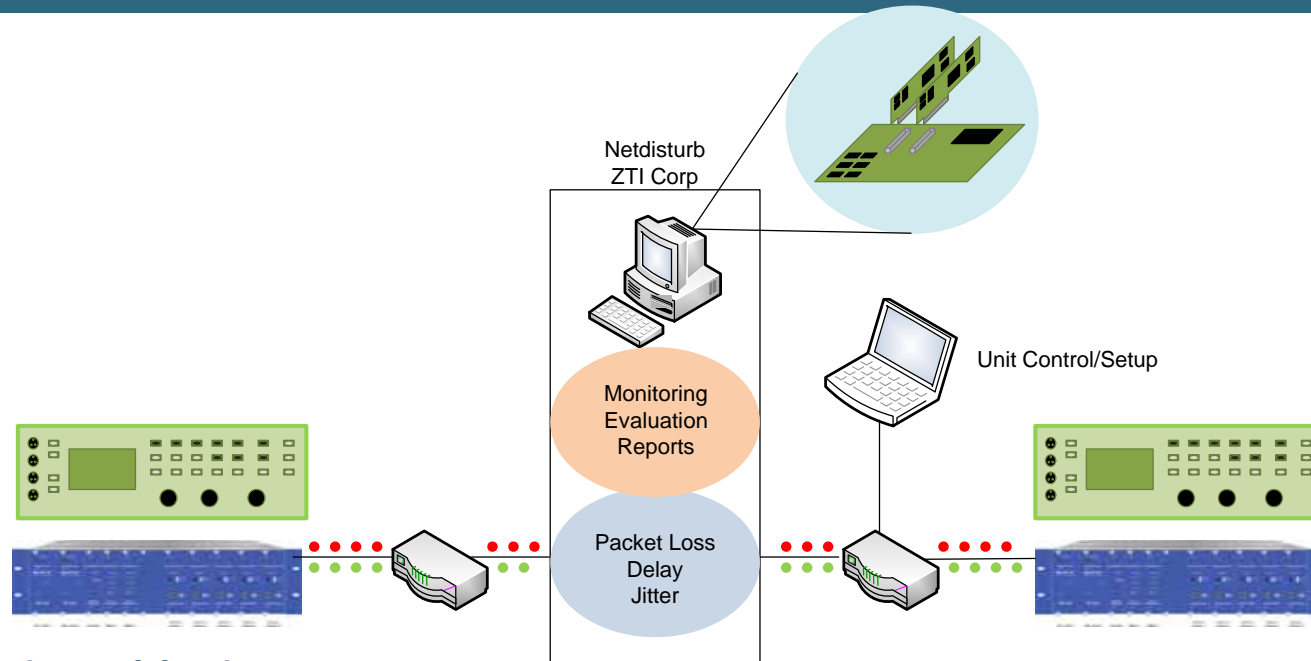 Netdisturb
ZTI Corp
Unit Control/Setup
Monitoring
Evaluation
Reports
Packet Loss
Delay
Jitter